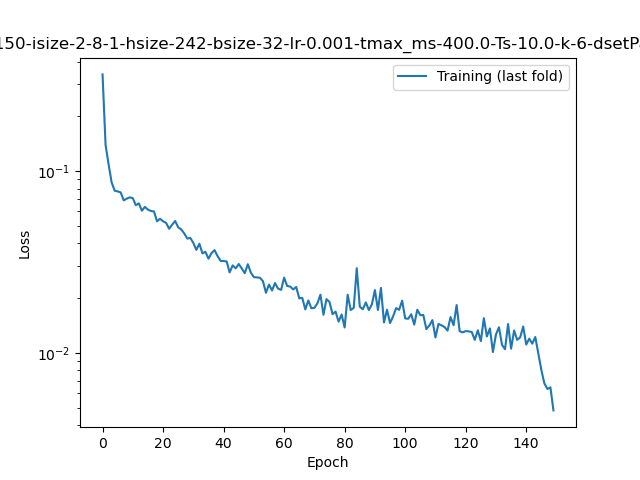 150-isize-2-8-1-hsize-242-bsize-32-lr-0.001-tmax_ms-400.0-Ts-10.0-k-6-dsetPa
Training (last fold)
10⁻¹
10⁻²
Loss
0 20 40 60 80 100 120 140
Epoch